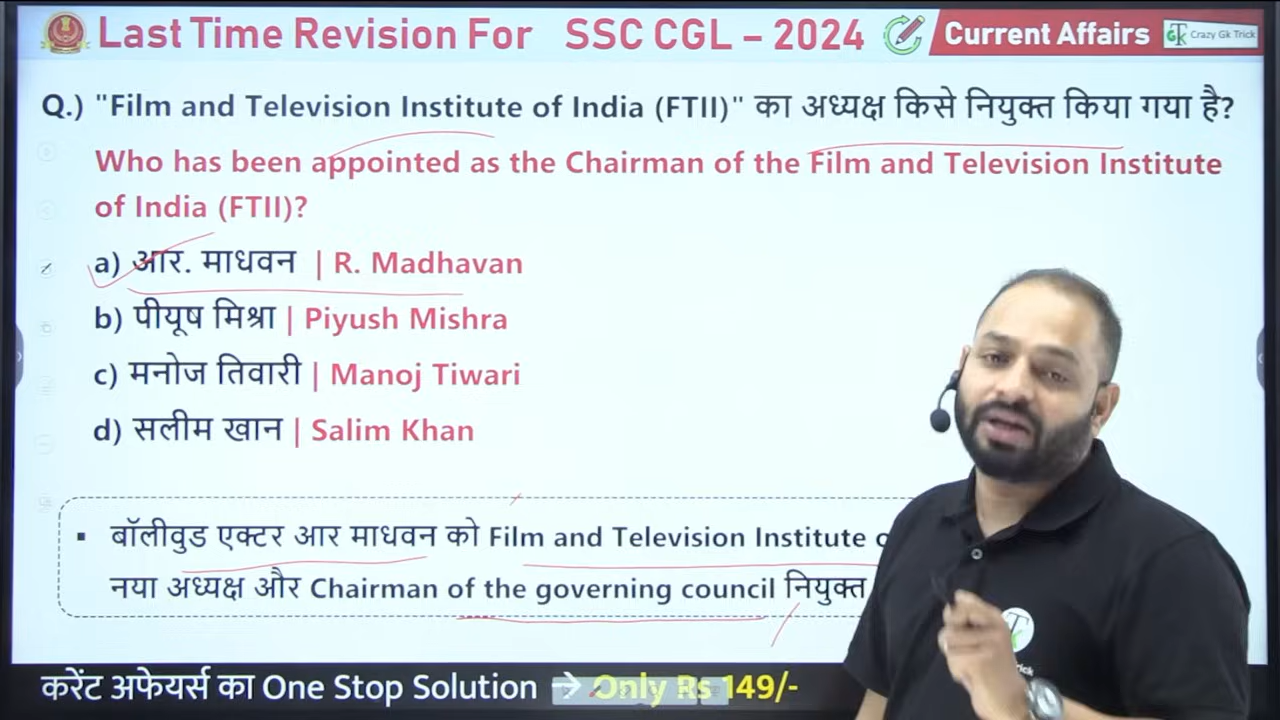 Last Time Revision For SSC CGL – 2024 Current Affairs Crazy Gk Trick
Q.) "Film and Television Institute of India (FTII)" का अध्यक्ष किसे नियुक्त किया गया है?
Who has been appointed as the Chairman of the Film and Television Institute
of India (FTII)?
a) आर. माधवन | R. Madhavan
b) पीयूष मिश्रा | Piyush Mishra
c) मनोज तिवारी | Manoj Tiwari
d) सलीम खान | Salim Khan
▪ बॉलीवुड एक्टर आर माधवन को Film and Television Institute
नया अध्यक्ष और Chairman of the governing council नियुक्त
करेंट अफेयर्स का One Stop Solution → Only Rs 149/-